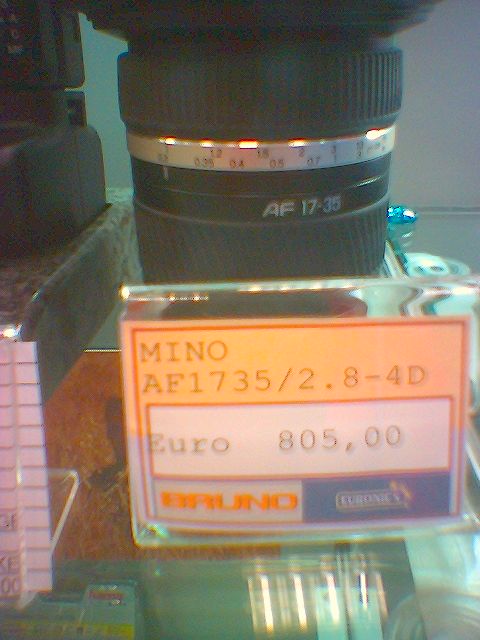 AF 17-35
MINO
AF1735/2.8-4D
Euro 805,00
BRUNO
EURONICS